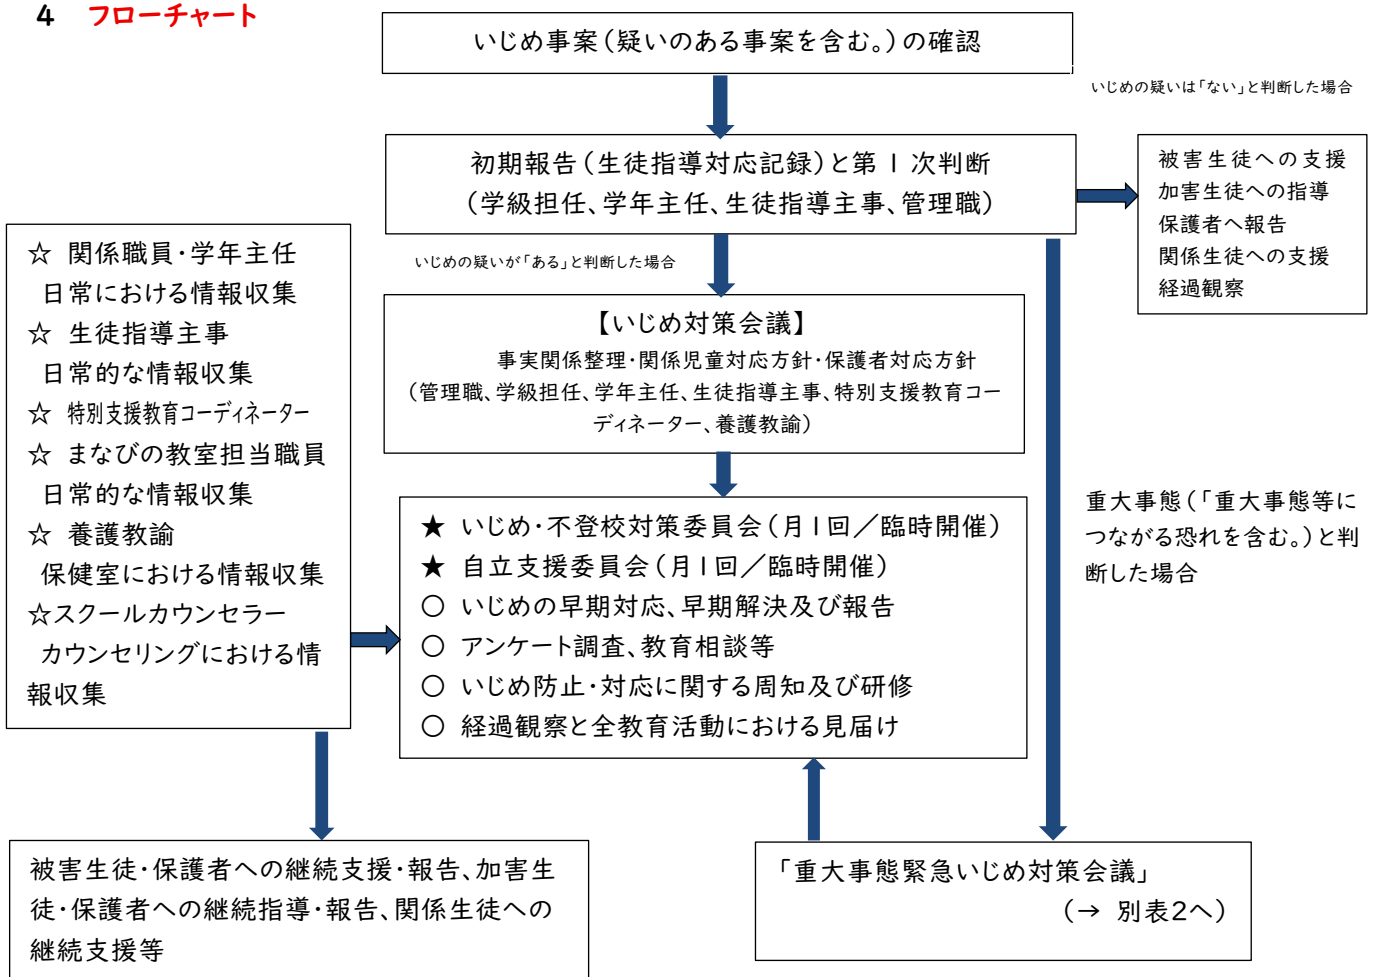 4 フローチャート
いじめ事案（疑いのある事案を含む。）の確認
いじめの疑いは「ない」と判断した場合
初期報告（生徒指導対応記録）と第１次判断
（学級担任、学年主任、生徒指導主事、管理職）
被害生徒への支援
加害生徒への指導
保護者へ報告
関係生徒への支援
経過観察
いじめの疑いが「ある」と判断した場合
☆ 関係職員・学年主任
日常における情報収集
☆ 生徒指導主事
日常的な情報収集
☆ 特別支援教育コーディネーター
☆ まなびの教室担当職員
日常的な情報収集
☆ 養護教諭
保健室における情報収集
☆スクールカウンセラー
カウンセリングにおける情
報収集
【いじめ対策会議】
事実関係整理・関係児童対応方針・保護者対応方針
（管理職、学級担任、学年主任、生徒指導主事、特別支援教育コー
ディネーター、養護教諭）
★ いじめ・不登校対策委員会（月１回／臨時開催）
★ 自立支援委員会（月１回／臨時開催）
○ いじめの早期対応、早期解決及び報告
○ アンケート調査、教育相談等
○ いじめ防止・対応に関する周知及び研修
○ 経過観察と全教育活動における見届け
重大事態（「重大事態等に
つながる恐れを含む。）と判
断した場合
被害生徒・保護者への継続支援・報告、加害生
徒・保護者への継続指導・報告、関係生徒への
継続支援等
「重大事態緊急いじめ対策会議」
（→ 別表２へ）